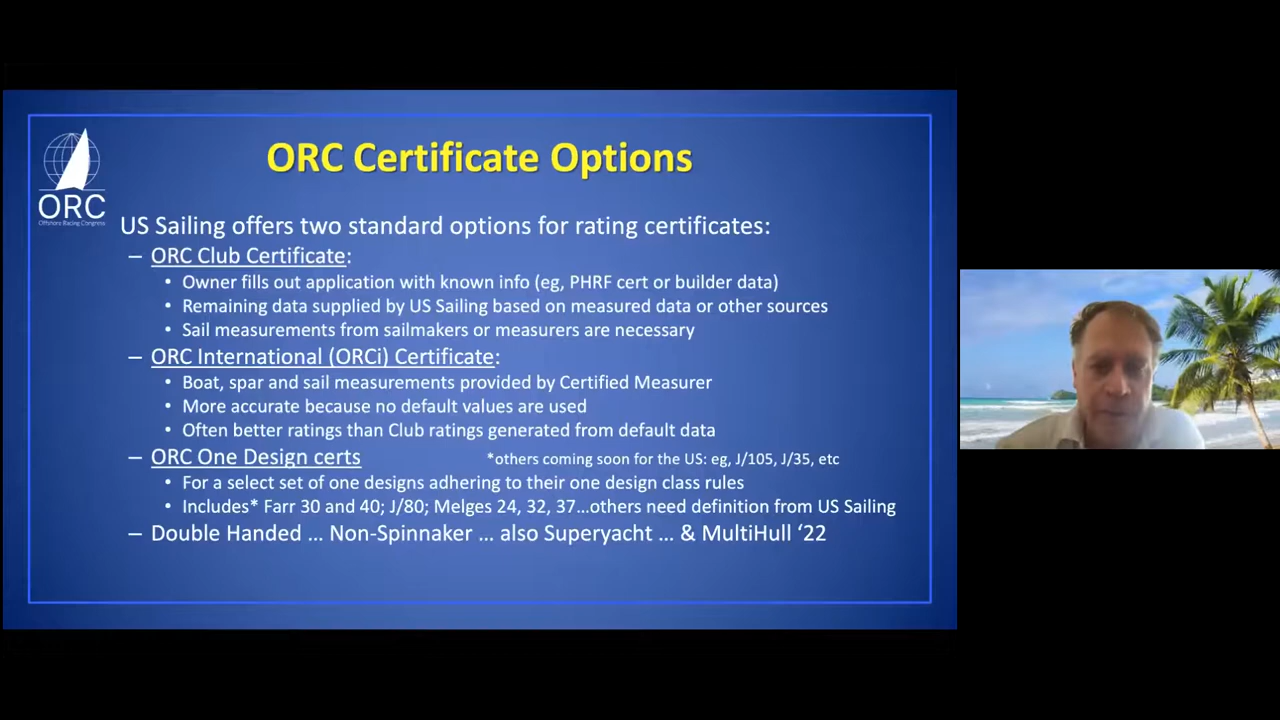 ORC Certificate Options
ORC
Offshore Racing Congress
US Sailing offers two standard options for rating certificates:
– ORC Club Certificate:
• Owner fills out application with known info (eg, PHRF cert or builder data)
• Remaining data supplied by US Sailing based on measured data or other sources
• Sail measurements from sailmakers or measurers are necessary
– ORC International (ORCi) Certificate:
• Boat, spar and sail measurements provided by Certified Measurer
• More accurate because no default values are used
• Often better ratings than Club ratings generated from default data
– ORC One Design certs *others coming soon for the US: eg, J/105, J/35, etc
• For a select set of one designs adhering to their one design class rules
• Includes* Farr 30 and 40; J/80; Melges 24, 32, 37…others need definition from US Sailing
– Double Handed … Non-Spinnaker … also Superyacht … & MultiHull ‘22